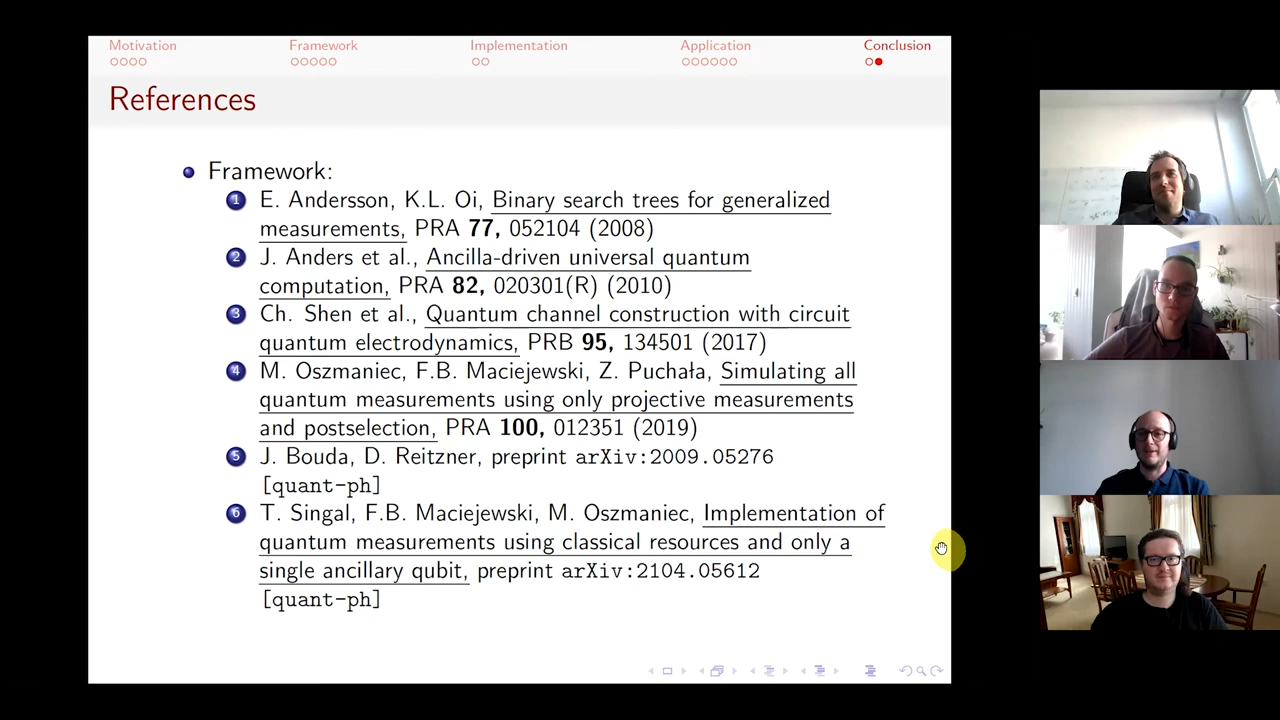 Motivation Framework Implementation Application Conclusion
References
Framework:
1 E. Andersson, K.L. Oi, Binary search trees for generalized
measurements, PRA 77, 052104 (2008)
2 J. Anders et al., Ancilla-driven universal quantum
computation, PRA 82, 020301(R) (2010)
3 Ch. Shen et al., Quantum channel construction with circuit
quantum electrodynamics, PRB 95, 134501 (2017)
4 M. Oszmaniec, F.B. Maciejewski, Z. Puchała, Simulating all
quantum measurements using only projective measurements
and postselection, PRA 100, 012351 (2019)
5 J. Bouda, D. Reitzner, preprint arXiv:2009.05276
[quant-ph]
6 T. Singal, F.B. Maciejewski, M. Oszmaniec, Implementation of
quantum measurements using classical resources and only a
single ancillary qubit, preprint arXiv:2104.05612
[quant-ph]